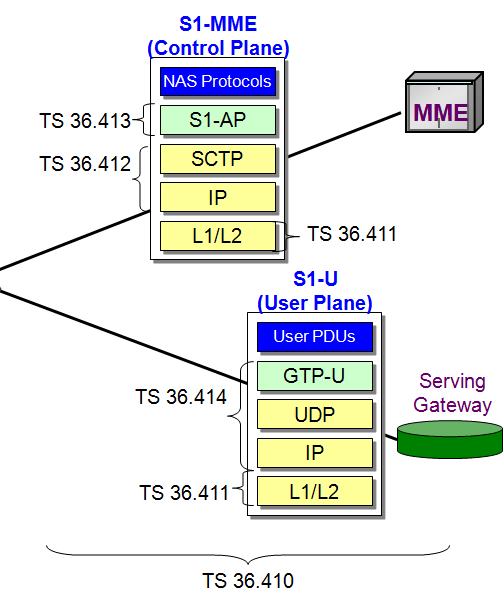 S1-MME
(Control Plane)
NAS Protocols
TS 36.413
S1-AP
MME
TS 36.412
SCTP
IP
L1/L2
TS 36.411
S1-U
(User Plane)
User PDUs
TS 36.414
GTP-U
Serving
Gateway
UDP
IP
TS 36.411
L1/L2
TS 36.410